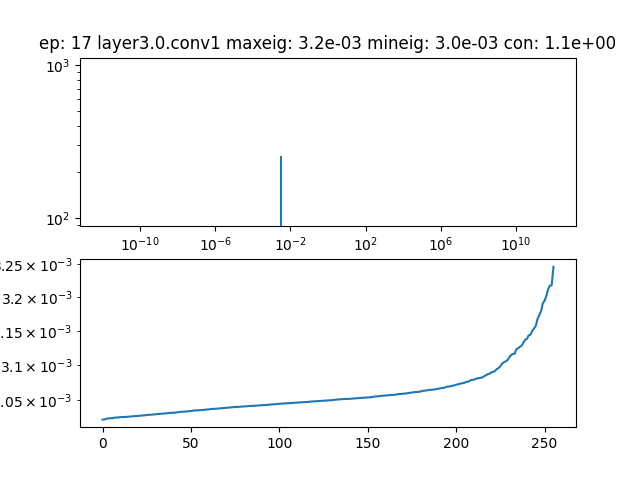 ep: 17 layer3.0.conv1 maxeig: 3.2e-03 mineig: 3.0e-03 con: 1.1e+00
10³
10²
10⁻¹⁰ 10⁻⁶ 10⁻² 10² 10⁶ 10¹⁰
.25 × 10⁻³
3.2 × 10⁻³
.15 × 10⁻³
3.1 × 10⁻³
.05 × 10⁻³
0 50 100 150 200 250